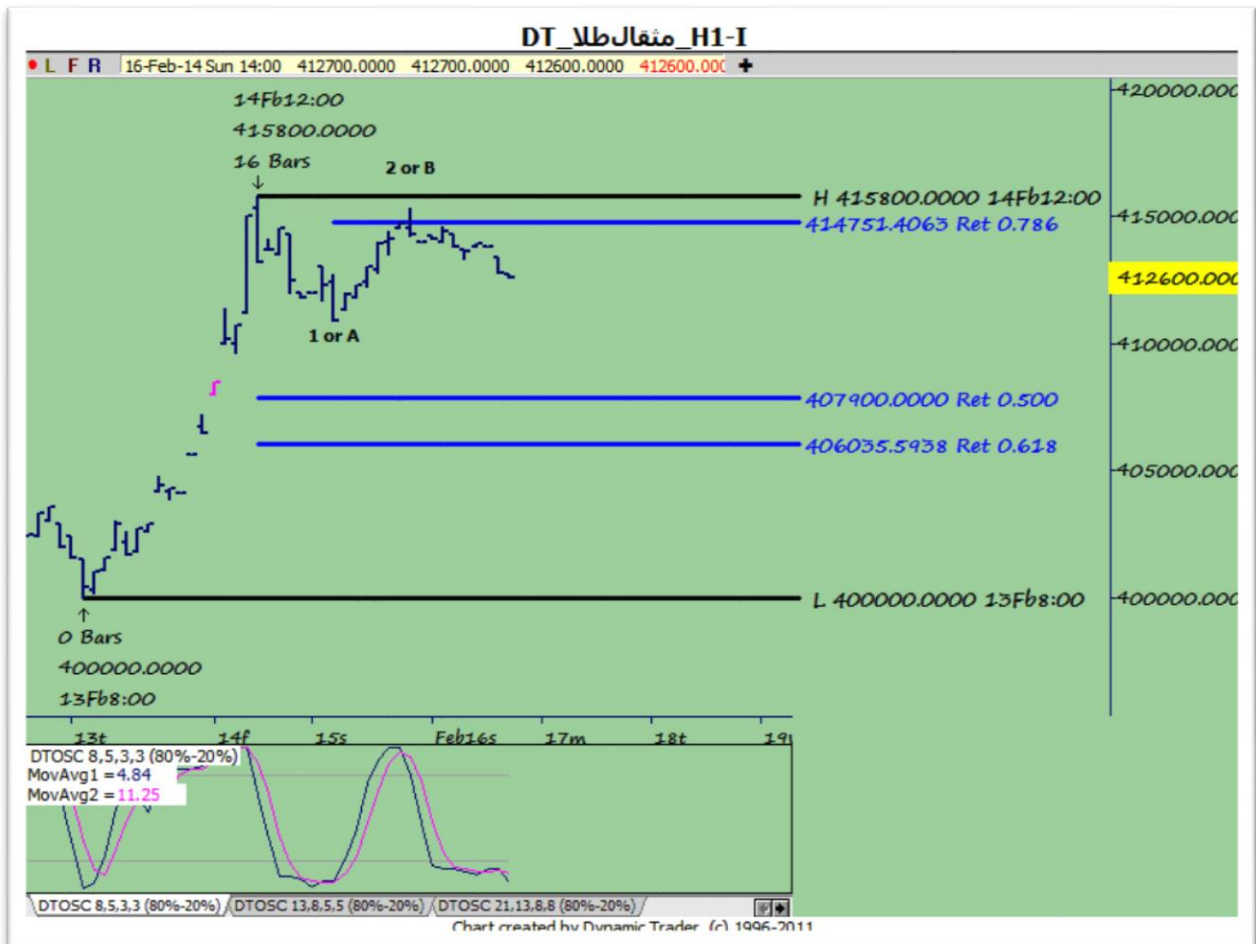 DT_مثقال‌طلا_H1-I
L F R 16-Feb-14 Sun 14:00 412700.0000 412700.0000 412600.0000 412600.000
14Fb12:00
415800.0000
16 Bars
2 or B
1 or A
H 415800.0000 14Fb12:00
414751.4063 Ret 0.786
407900.0000 Ret 0.500
406035.5938 Ret 0.618
L 400000.0000 13Fb8:00
0 Bars
400000.0000
13Fb8:00
420000.000
415000.000
412600.000
410000.000
405000.000
400000.000
13t 14f 15s Feb16s 17m 18t 19
DTOSC 8,5,3,3 (80%-20%)
MovAvg1 = 4.84
MovAvg2 = 11.25
DTOSC 8,5,3,3 (80%-20%) DTOSC 13,8,5,5 (80%-20%) DTOSC 21,13,8,8 (80%-20%)
Chart created by Dynamic Trader (c) 1996-2011